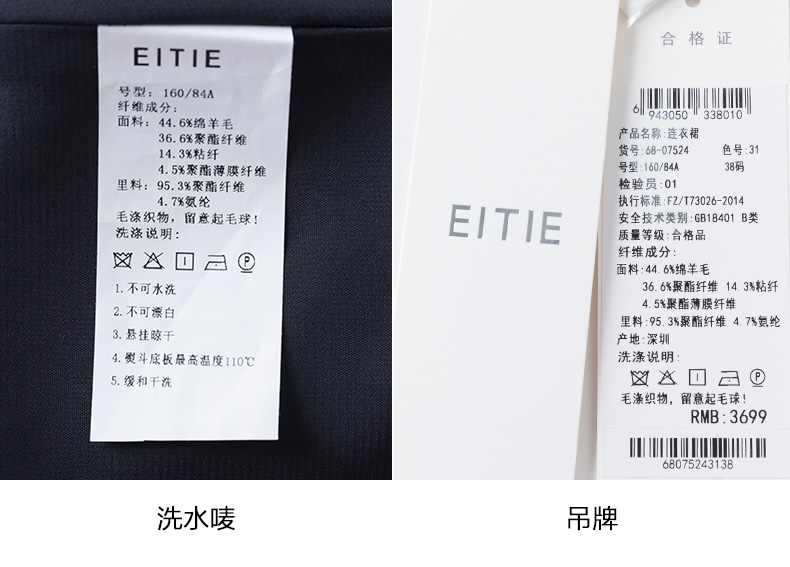 EITIE
号型: 160/84A
纤维成分:
面料: 44.6%绵羊毛
36.6%聚酯纤维
14.3%粘纤
4.5%聚酯薄膜纤维
里料: 95.3%聚酯纤维
4.7%氨纶
毛涤织物, 留意起毛球!
洗涤说明:
P
1.不可水洗
2.不可漂白
3.悬挂晾干
4.熨斗底板最高温度110℃
5.缓和干洗
洗水唛
EITIE
合格证
6 943050 338010
产品名称:连衣裙
货号:68-07524 色号:31
号型:160/84A 38码
检验员:01
执行标准:FZ/T73026-2014
安全技术类别:GB18401 B类
质量等级:合格品
纤维成分:
面料:44.6%绵羊毛
36.6%聚酯纤维 14.3%粘纤
4.5%聚酯薄膜纤维
里料:95.3%聚酯纤维 4.7%氨纶
产地:深圳
洗涤说明:
P
毛涤织物, 留意起毛球!
RMB:3699
68075243138
吊牌